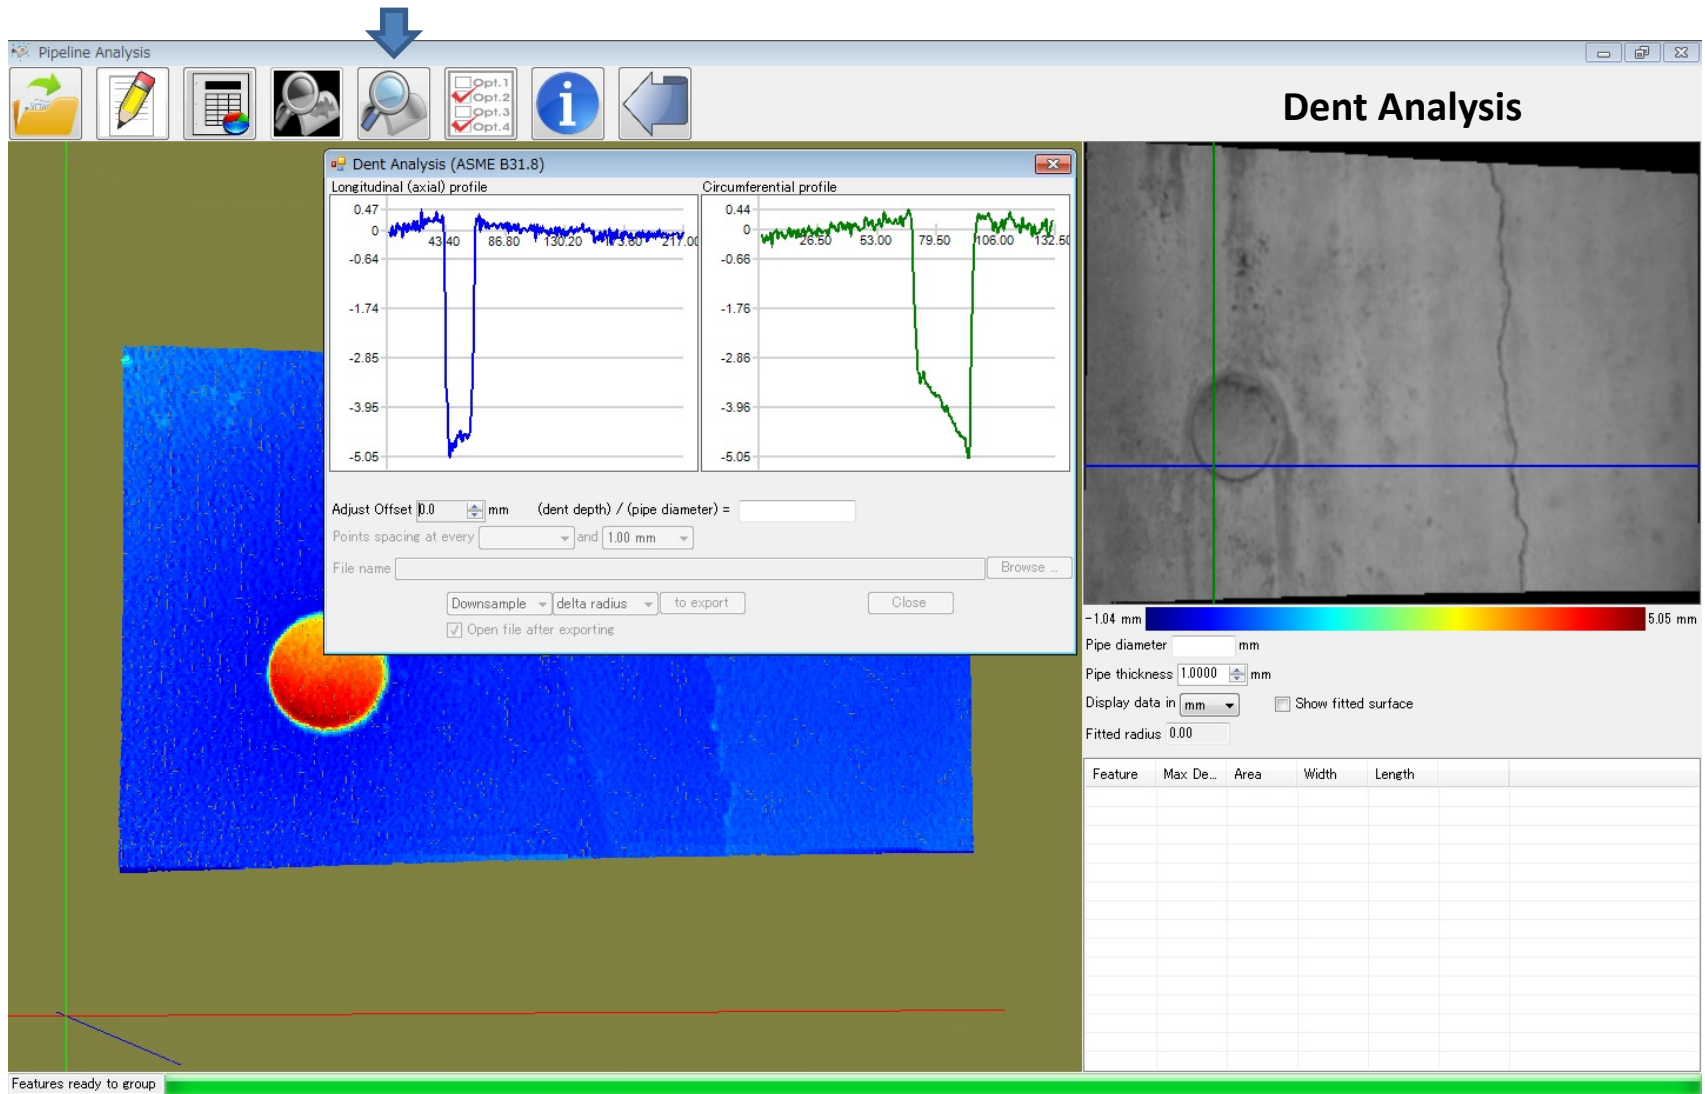 Pipeline Analysis
Opt.1
Opt.2
Opt.3
Opt.4
Dent Analysis
Dent Analysis (ASME B31.8)
Longitudinal (axial) profile
Circumferential profile
0.47
0
-0.64
-1.74
-2.85
-3.95
-5.05
43.40 86.80 130.20 173.60 217.00
0.44
0
-0.66
-1.76
-2.86
-3.96
-5.05
26.50 53.00 79.50 106.00 132.50
Adjust Offset 0.0 mm (dent depth) / (pipe diameter) =
Points spacing at every and 1.00 mm
File name Browse ...
Downsample delta radius to export Close
Open file after exporting
-1.04 mm 5.05 mm
Pipe diameter mm
Pipe thickness 1.0000 mm
Display data in mm Show fitted surface
Fitted radius 0.00
Feature Max De... Area Width Length
Features ready to group